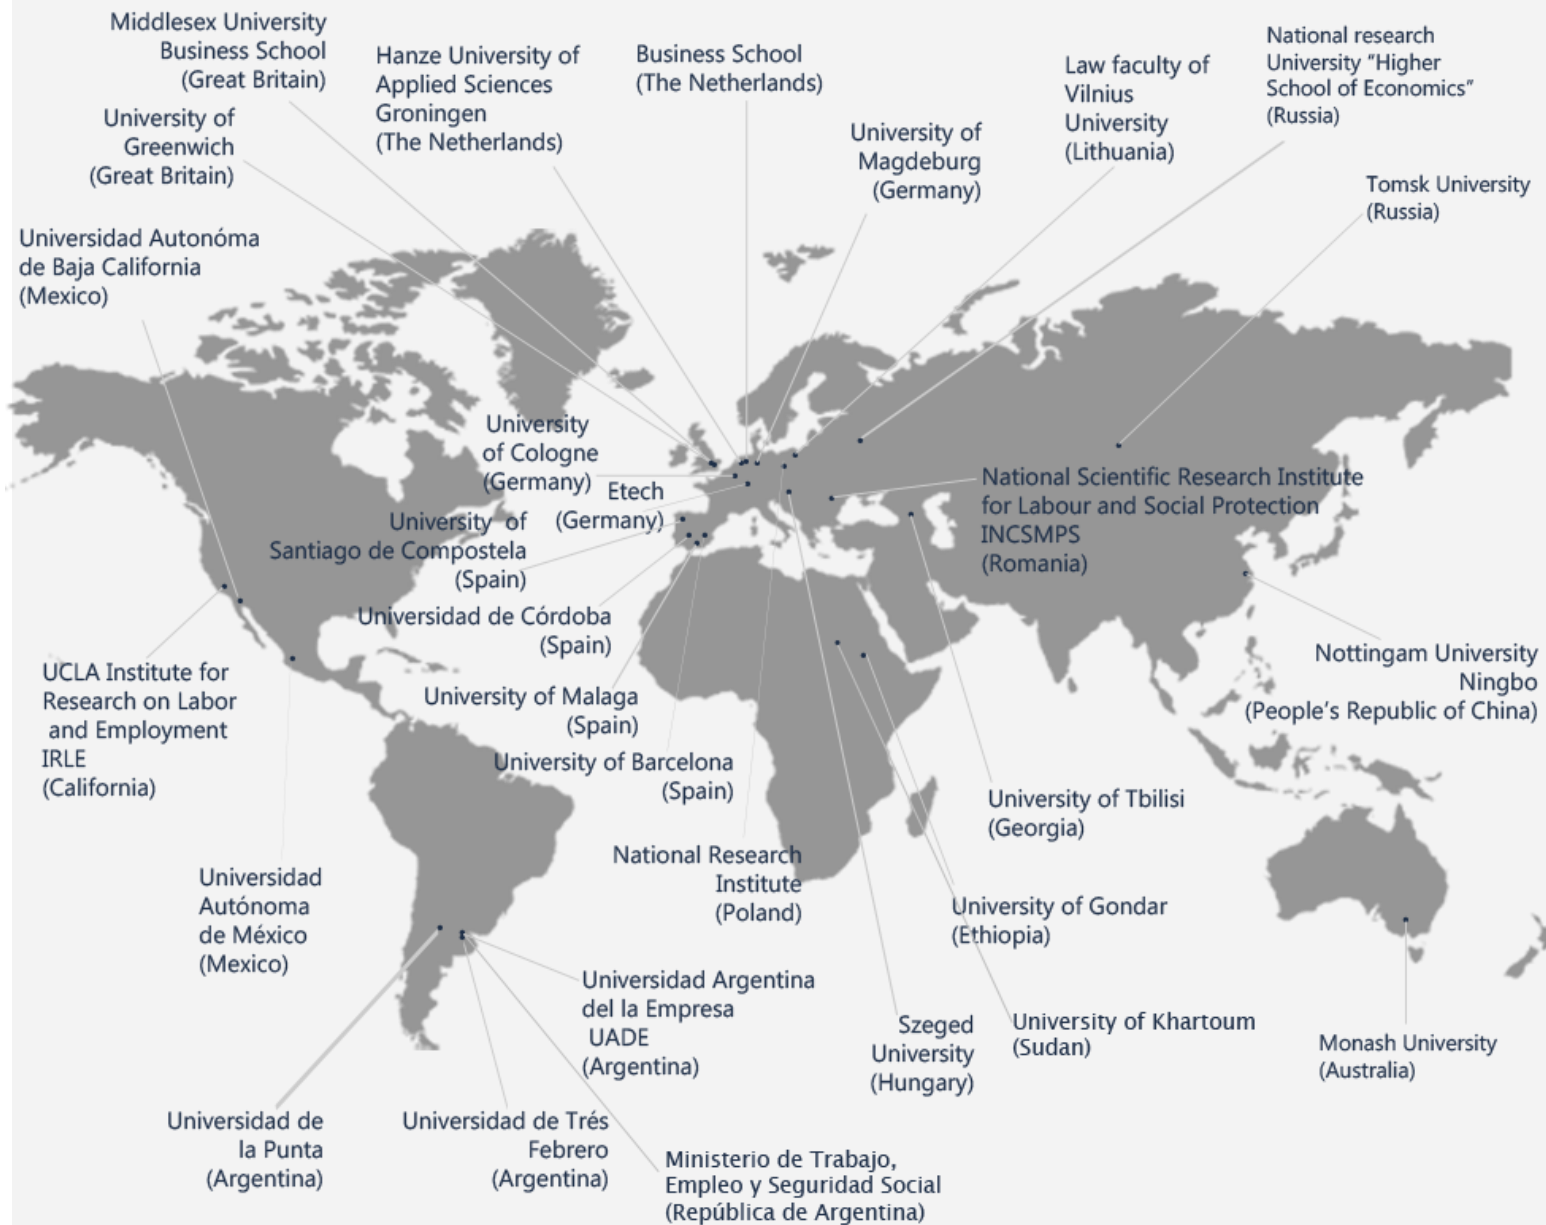 Middlesex University
Business School
(Great Britain)
Hanze University of
Applied Sciences
Groningen
(The Netherlands)
Business School
(The Netherlands)
Law faculty of
Vilnius
University
(Lithuania)
National research
University "Higher
School of Economics"
(Russia)
University of
Greenwich
(Great Britain)
University of
Magdeburg
(Germany)
Tomsk University
(Russia)
Universidad Autonóma
de Baja California
(Mexico)
University
of Cologne
(Germany)
Etech
(Germany)
National Scientific Research Institute
for Labour and Social Protection
INCSMPS
(Romania)
University of
Santiago de Compostela
(Spain)
Universidad de Córdoba
(Spain)
UCLA Institute for
Research on Labor
and Employment
IRLE
(California)
University of Malaga
(Spain)
Nottingam University
Ningbo
(People's Republic of China)
University of Barcelona
(Spain)
University of Tbilisi
(Georgia)
National Research
Institute
(Poland)
Universidad
Autónoma
de México
(Mexico)
University of Gondar
(Ethiopia)
Universidad Argentina
del la Empresa
UADE
(Argentina)
Szeged
University
(Hungary)
University of Khartoum
(Sudan)
Monash University
(Australia)
Universidad de
la Punta
(Argentina)
Universidad de Trés
Febrero
(Argentina)
Ministerio de Trabajo,
Empleo y Seguridad Social
(República de Argentina)